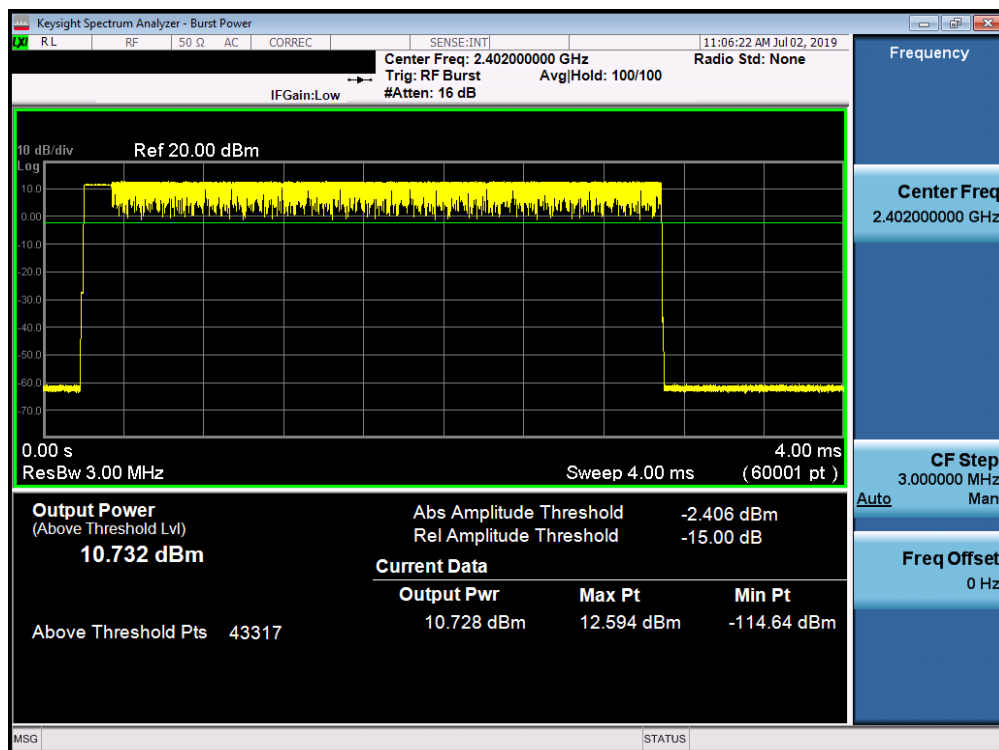 Keysight Spectrum Analyzer - Burst Power
LXI RL RF 50 Ω AC CORREC SENSE:INT 11:06:22 AM Jul 02, 2019
Center Freq: 2.402000000 GHz Radio Std: None
Trig: RF Burst Avg|Hold: 100/100
IFGain:Low #Atten: 16 dB
Frequency
10 dB/div Ref 20.00 dBm
Log
10.0
0.00
-10.0
-20.0
-30.0
-40.0
-50.0
-60.0
-70.0
0.00 s 4.00 ms
ResBw 3.00 MHz Sweep 4.00 ms (60001 pt)
Output Power
(Above Threshold Lvl)
10.732 dBm
Above Threshold Pts 43317
Abs Amplitude Threshold -2.406 dBm
Rel Amplitude Threshold -15.00 dB
Current Data
Output Pwr Max Pt Min Pt
10.728 dBm 12.594 dBm -114.64 dBm
Center Freq
2.402000000 GHz
CF Step
3.000000 MHz
Auto Man
Freq Offset
0 Hz
MSG STATUS